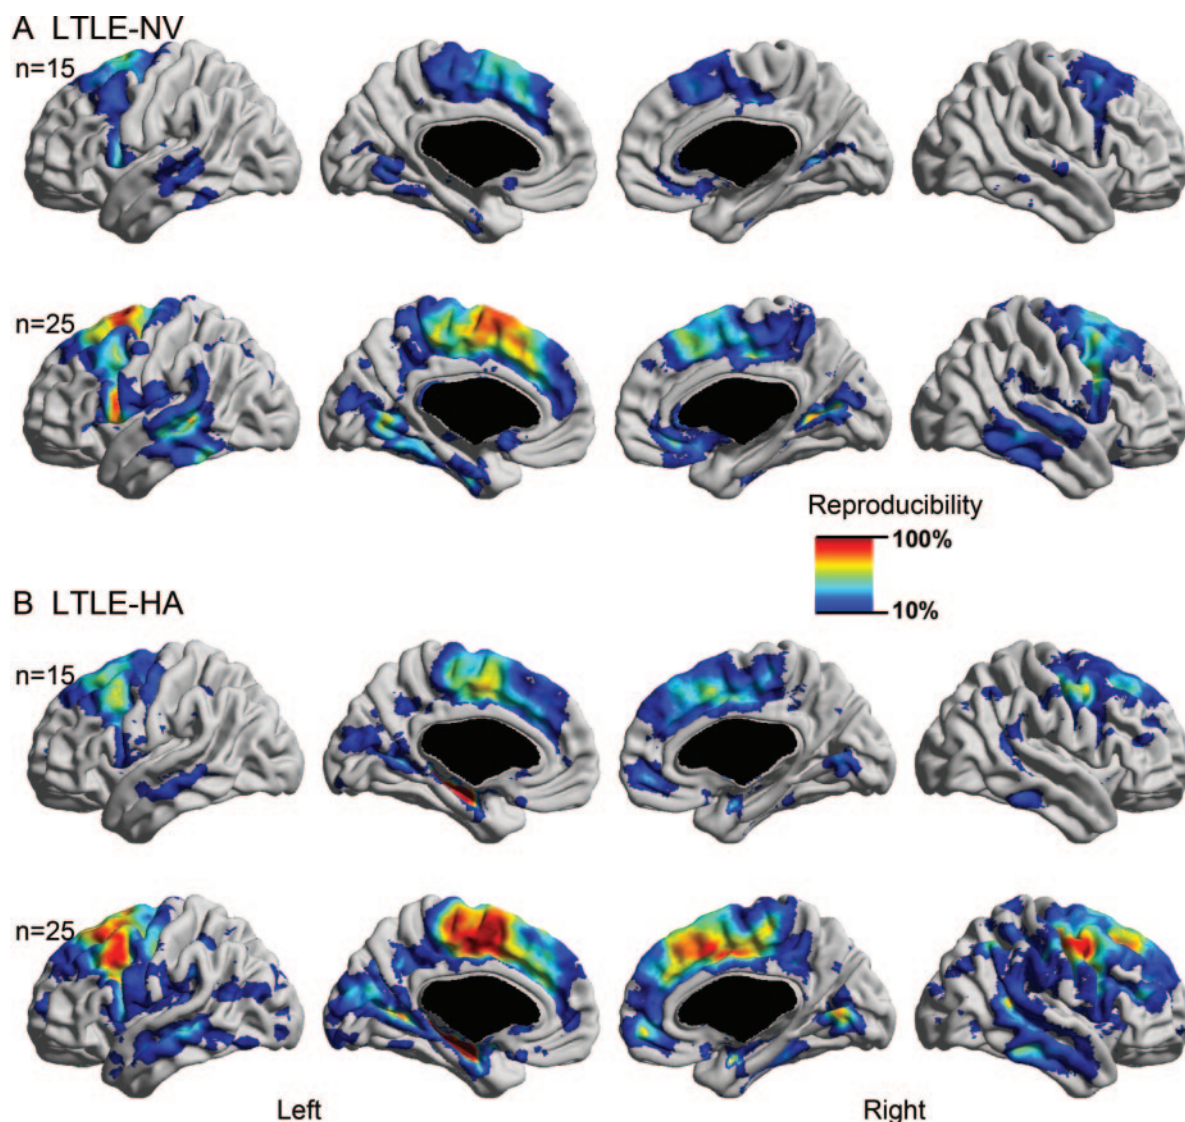 A LTLE-NV
n=15
n=25
Reproducibility
100%
10%
B LTLE-HA
n=15
n=25
Left
Right